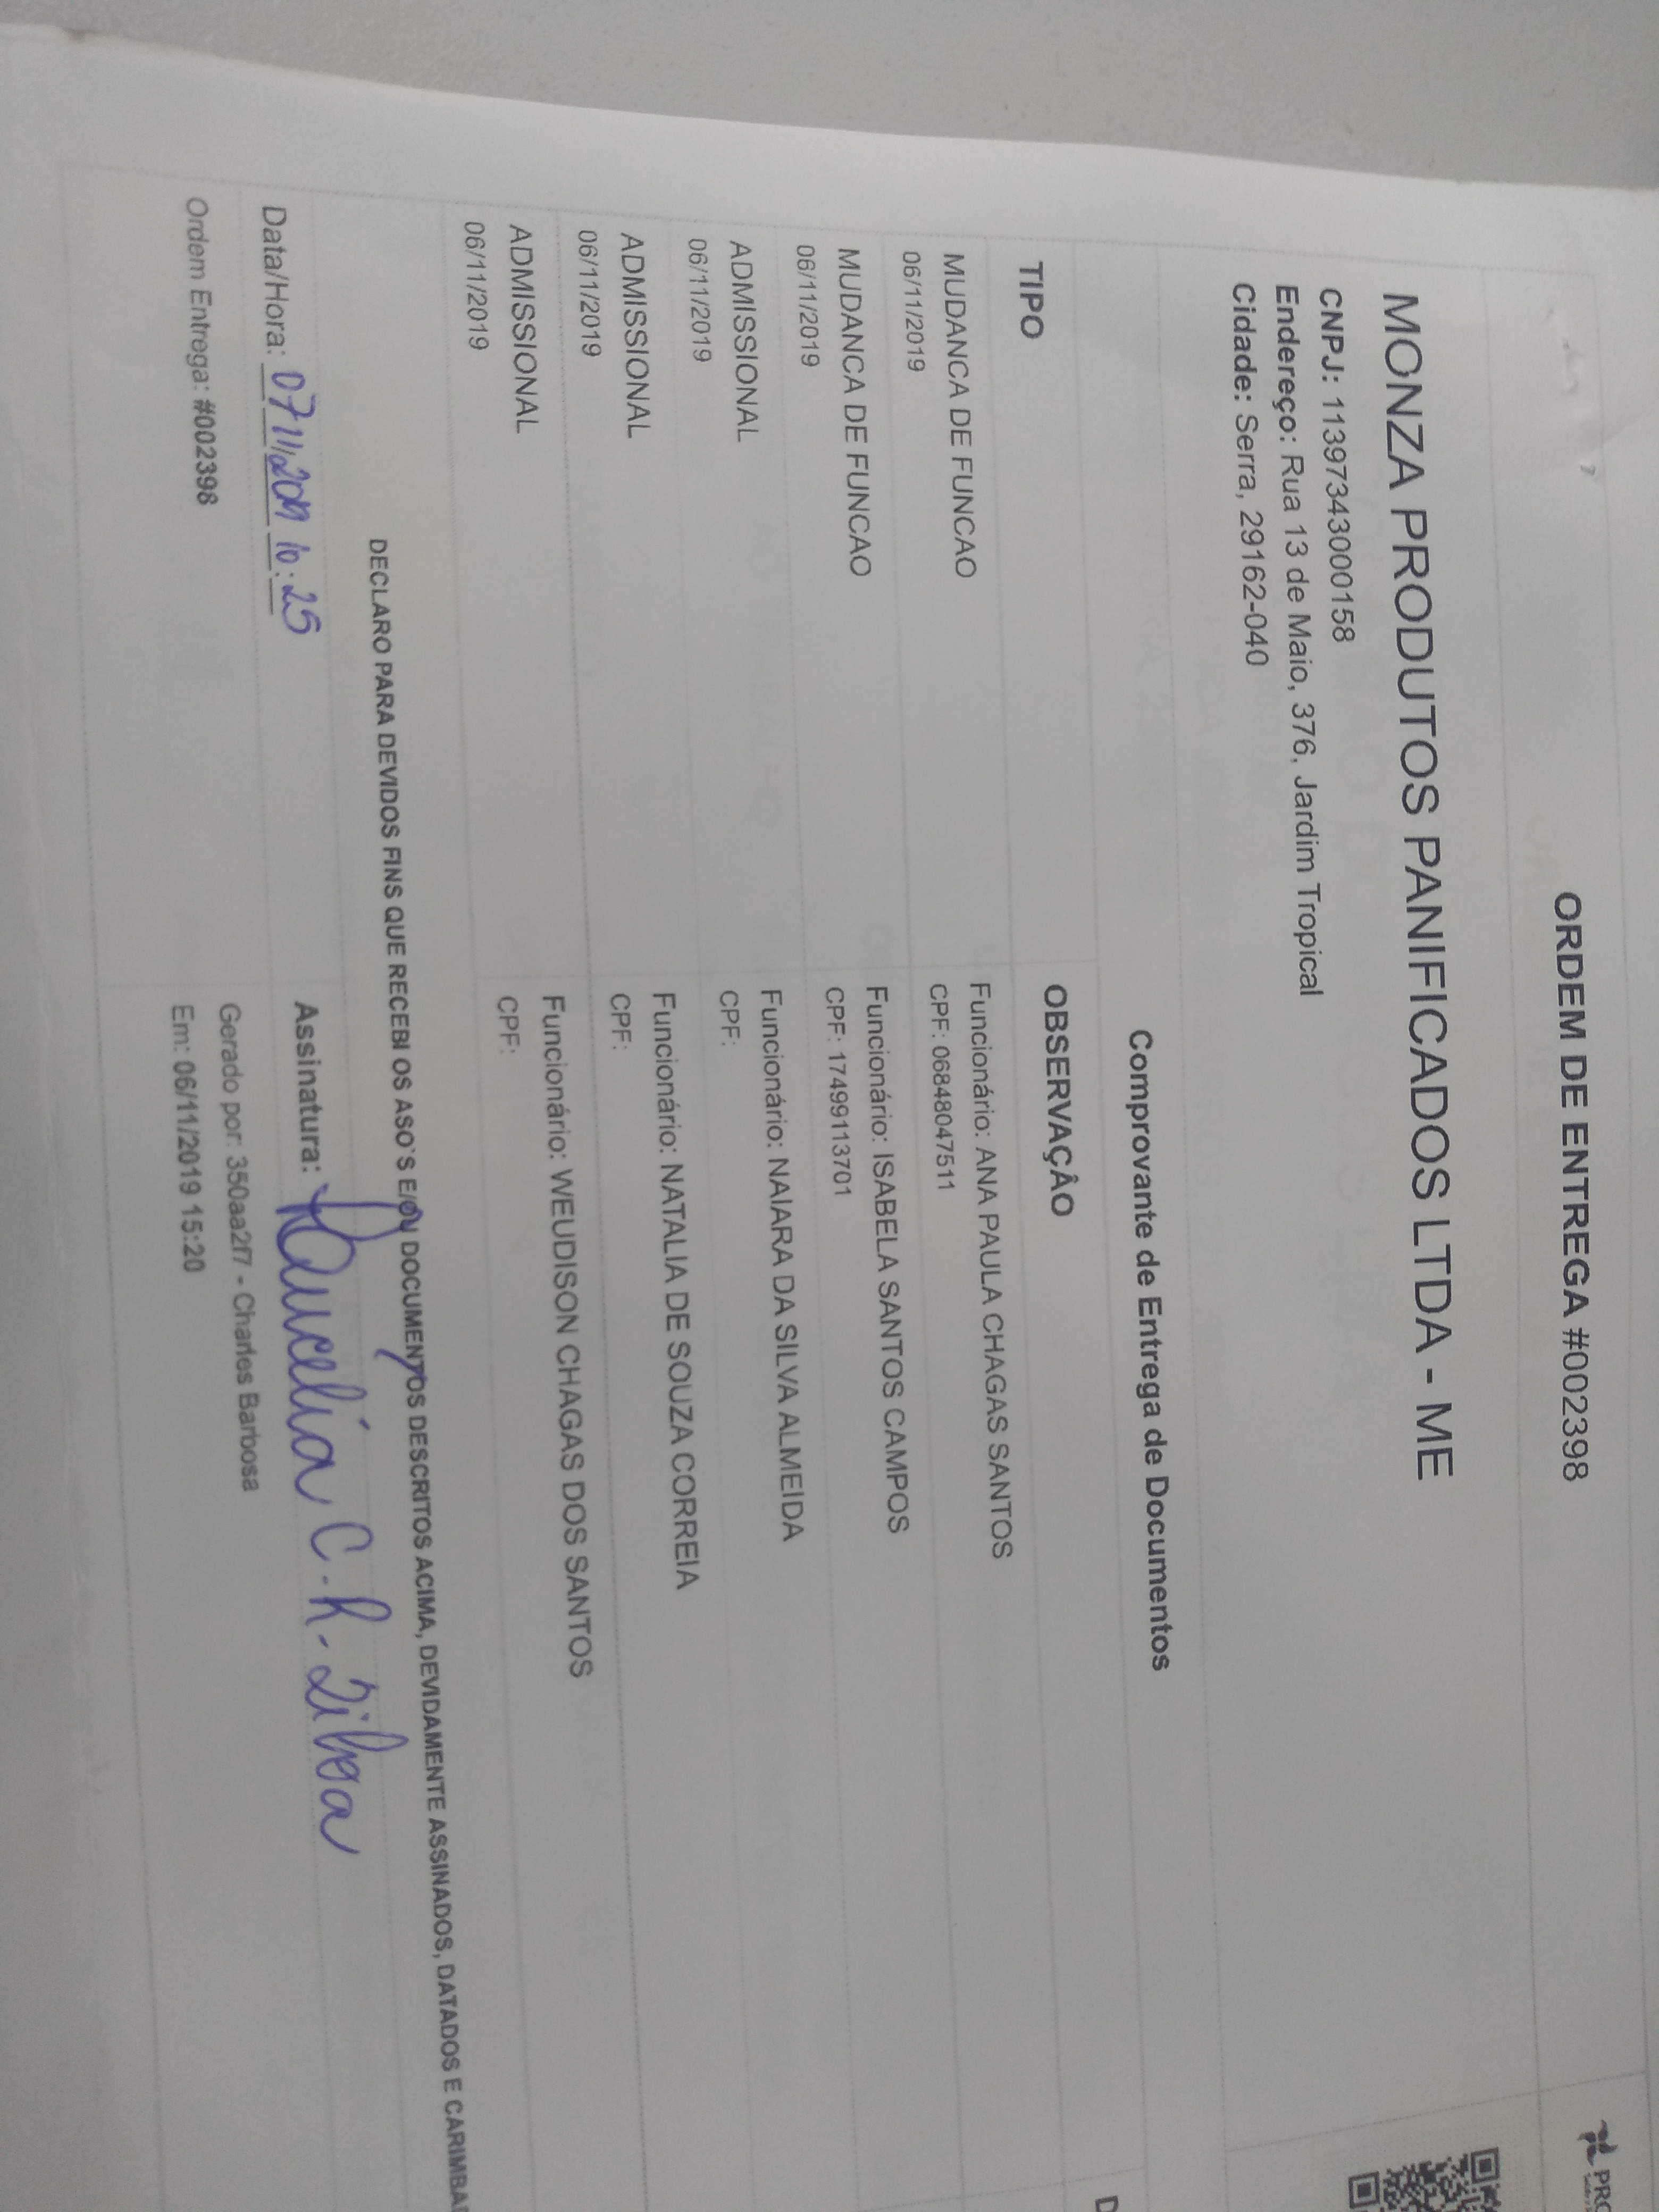 ORDEM DE ENTREGA #002398
PRO
MONZA PRODUTOS PANIFICADOS LTDA - ME
CNPJ: 11397343000158
Endereço: Rua 13 de Maio, 376, Jardim Tropical
Cidade: Serra, 29162-040
Comprovante de Entrega de Documentos
TIPO OBSERVAÇÃO D
MUDANCA DE FUNCAO Funcionário: ANA PAULA CHAGAS SANTOS
06/11/2019 CPF: 06848047511
MUDANCA DE FUNCAO Funcionário: ISABELA SANTOS CAMPOS
06/11/2019 CPF: 17499113701
ADMISSIONAL Funcionário: NAIARA DA SILVA ALMEIDA
06/11/2019 CPF:
ADMISSIONAL Funcionário: NATALIA DE SOUZA CORREIA
06/11/2019 CPF:
ADMISSIONAL Funcionário: WEUDISON CHAGAS DOS SANTOS
06/11/2019 CPF:
DECLARO PARA DEVIDOS FINS QUE RECEBI OS ASO'S E/OU DOCUMENTOS DESCRITOS ACIMA, DEVIDAMENTE ASSINADOS, DATADOS E CARIMBA
Data/Hora: 07/11/2019 10:25 Assinatura: C. R.
Ordem Entrega: #002398 Gerado por: 350aa2f7 - Charles Barbosa
Em: 06/11/2019 15:20